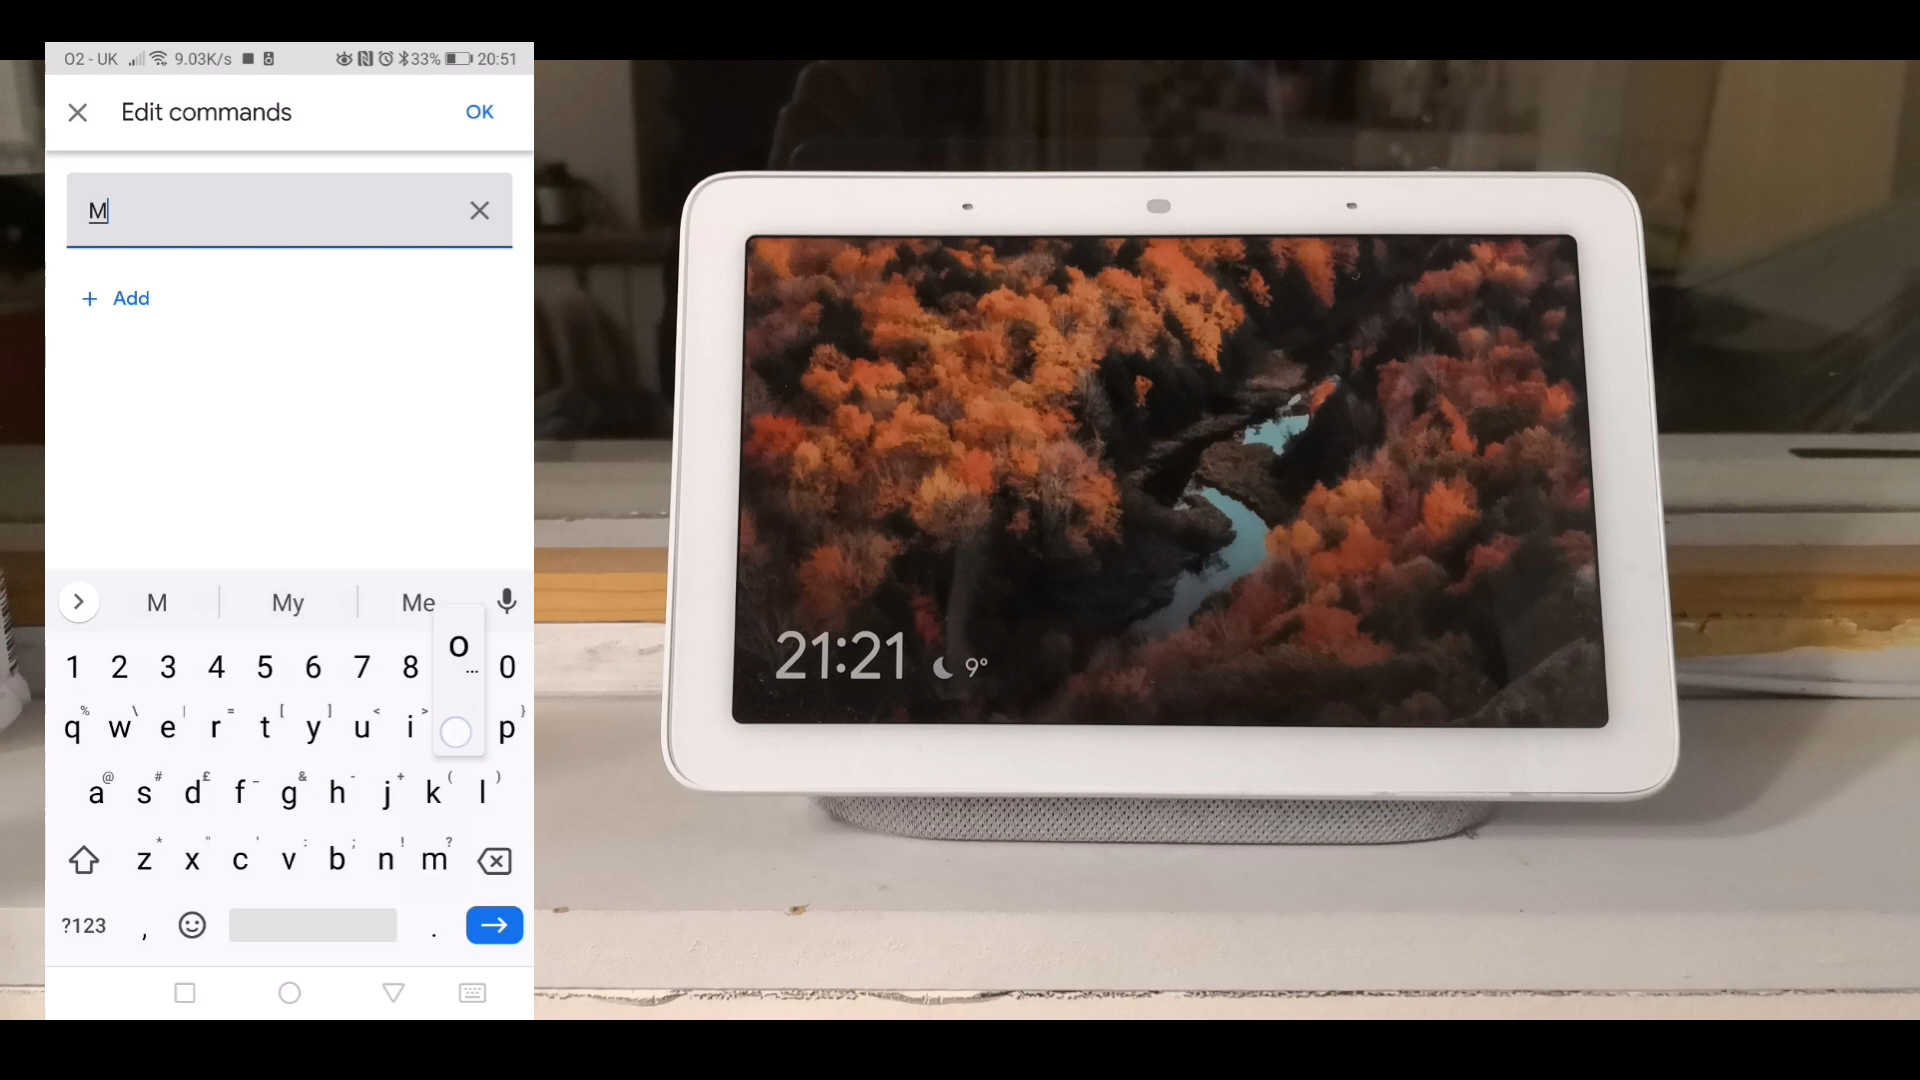 O2 - UK 9.03K/s 33% 20:51
Edit commands OK
M
+ Add
M My Me
o
...
1 2 3 4 5 6 7 8 0
% \ | = [ ] < > }
q w e r t y u i p
@ # £ _ & - + ( )
a s d f g h j k l
* " ' : ; ! ?
z x c v b n m
?123 , .
21:21 9°